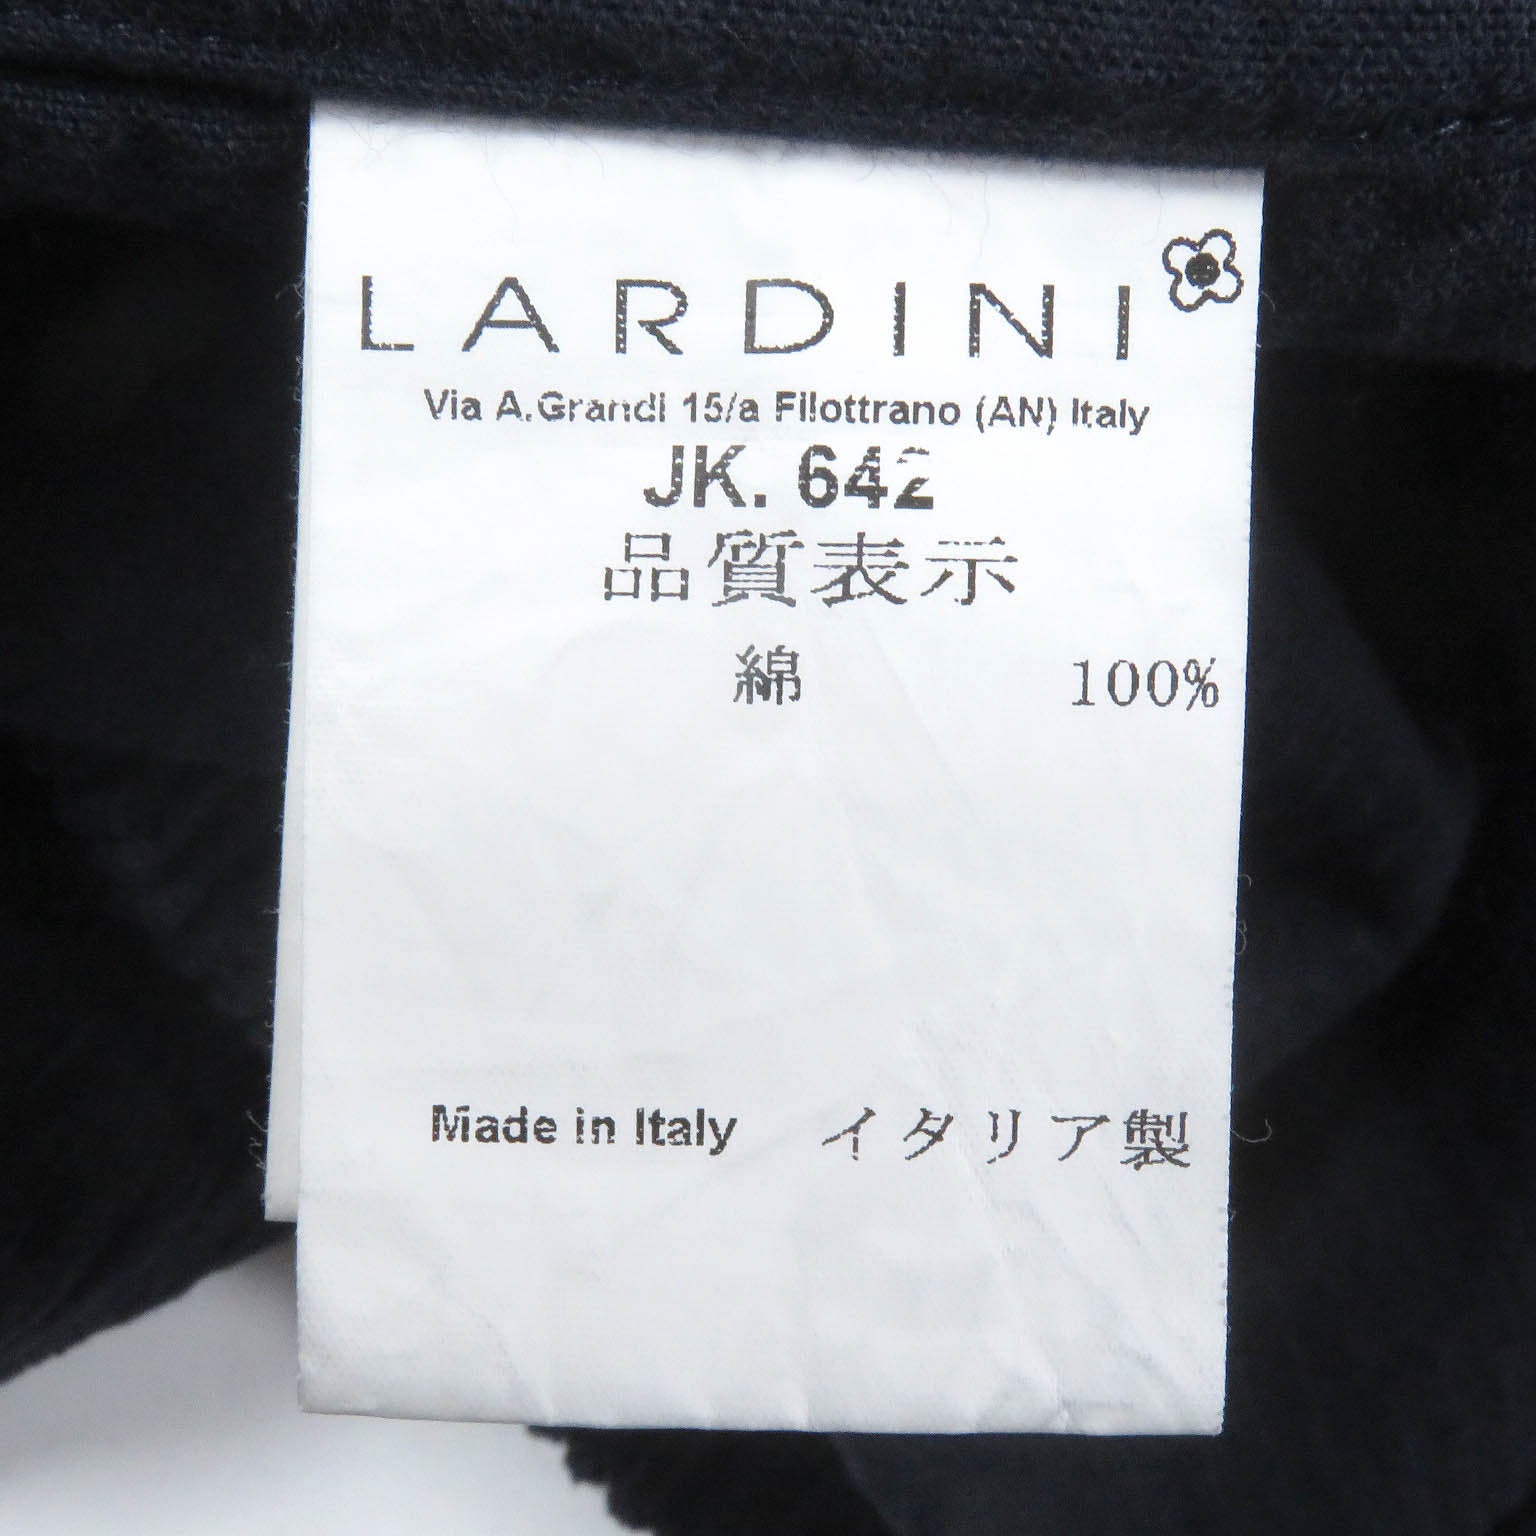 LARDINI
Via A.Grandi 15/a Filottrano (AN) Italy
JK. 642
品質表示
綿 100%
Made in Italy イタリア製